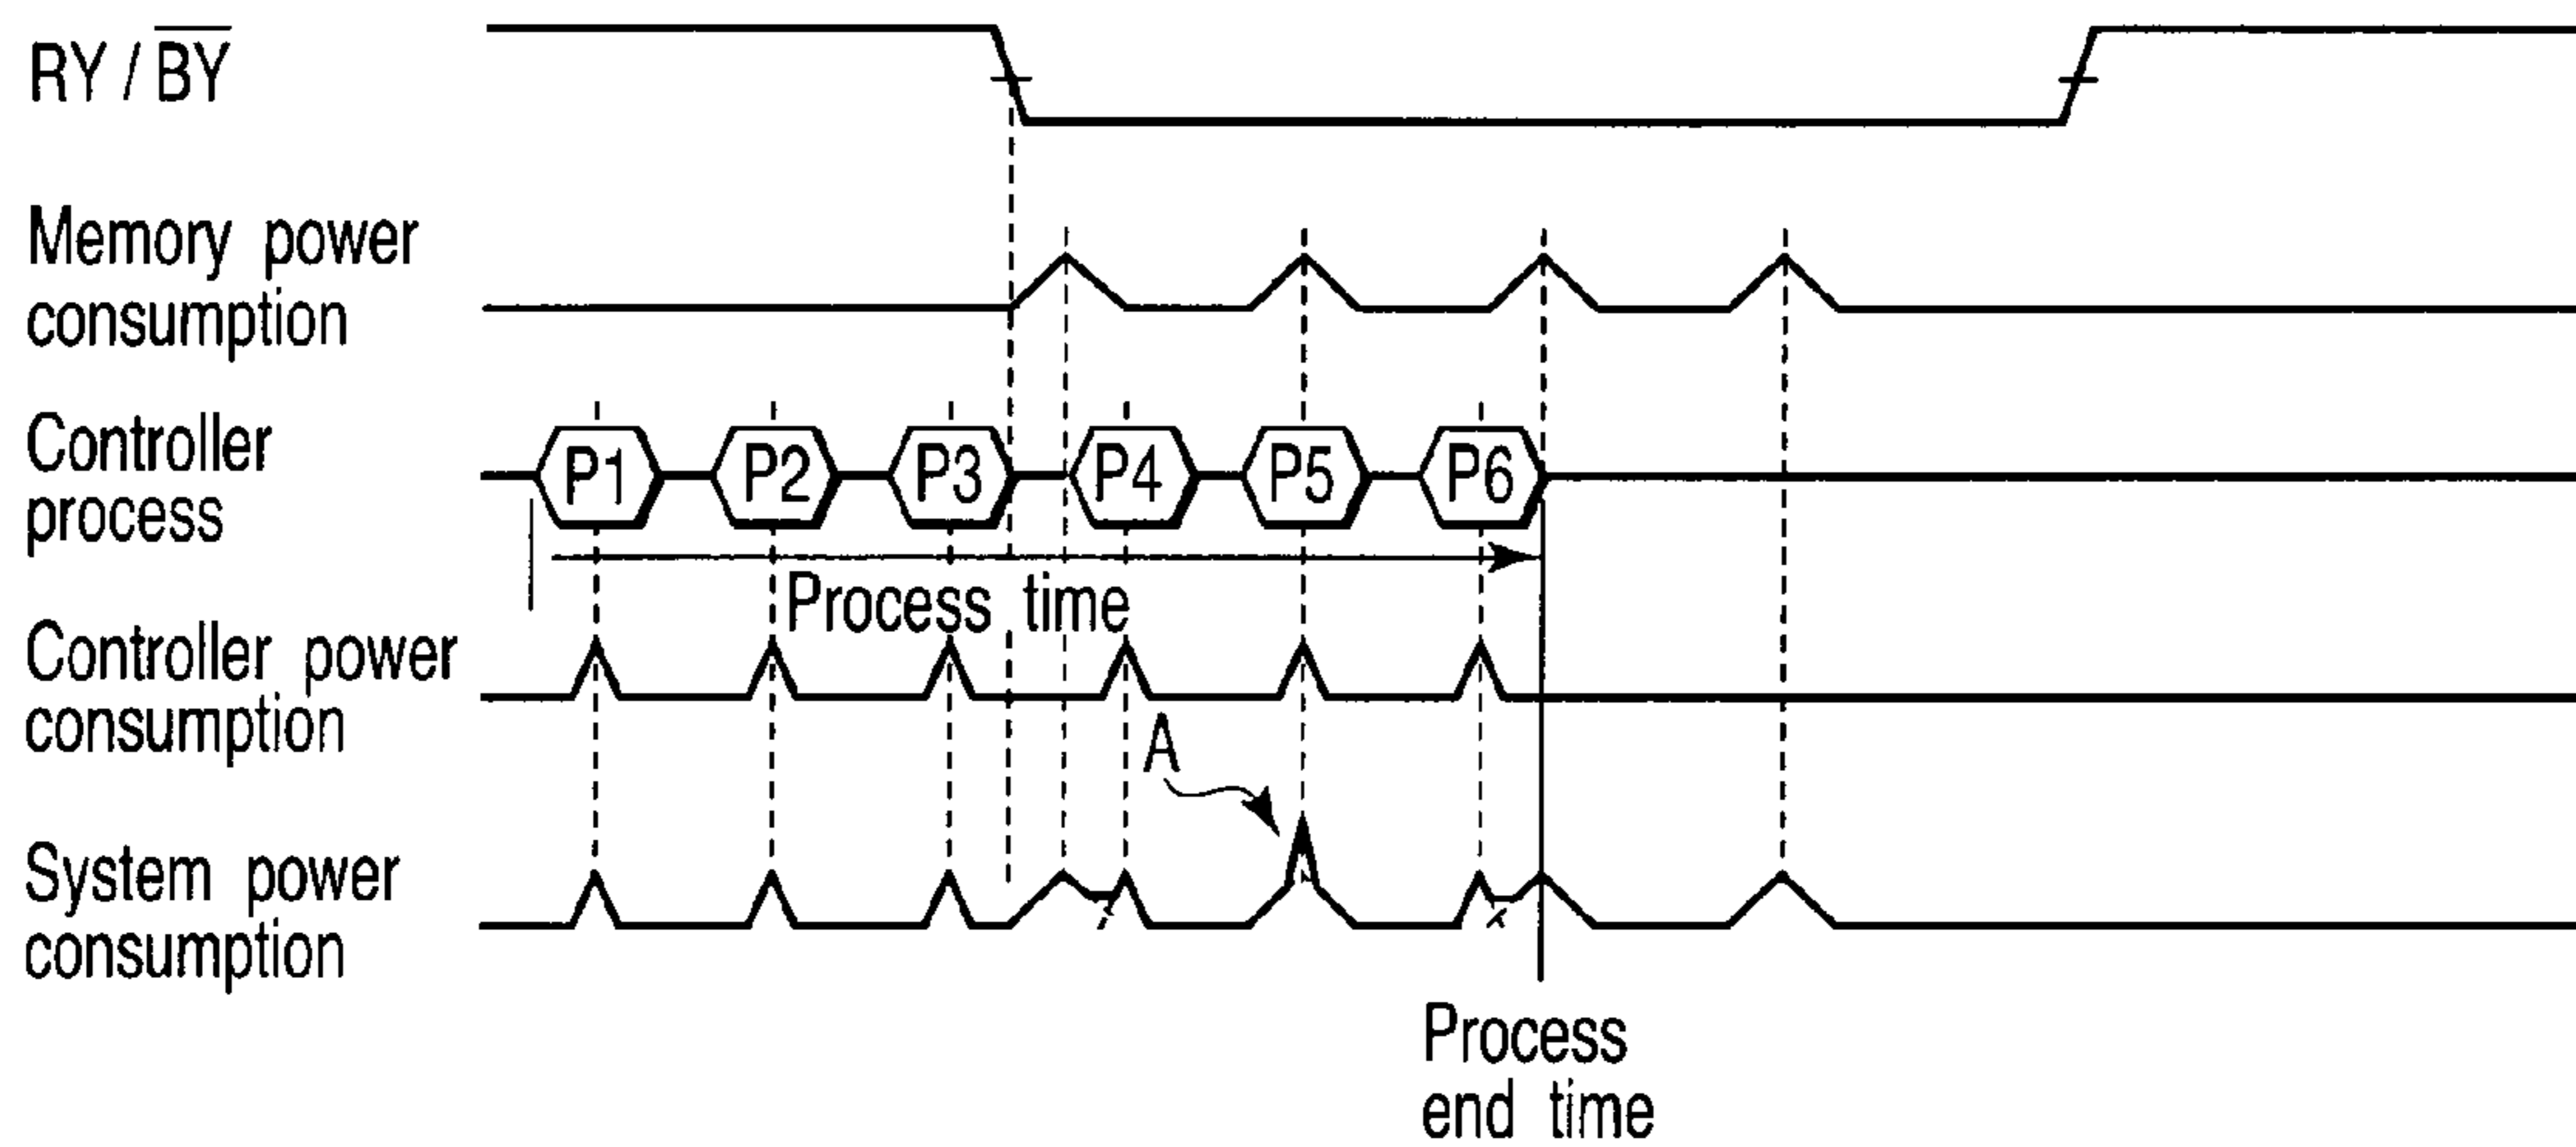 RY / B̅Y̅
Memory power
consumption
Controller
process
P1 P2 P3 P4 P5 P6
Process time
Controller power
consumption
A
System power
consumption
Process
end time